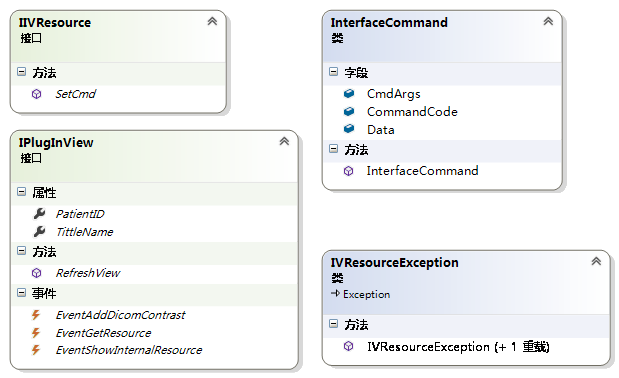 IIVResource
接口
方法
SetCmd
IPlugInView
接口
属性
PatientID
TittleName
方法
RefreshView
事件
EventAddDicomContrast
EventGetResource
EventShowInternalResource
InterfaceCommand
类
字段
CmdArgs
CommandCode
Data
方法
InterfaceCommand
IVResourceException
类
Exception
方法
IVResourceException (+ 1 重载)